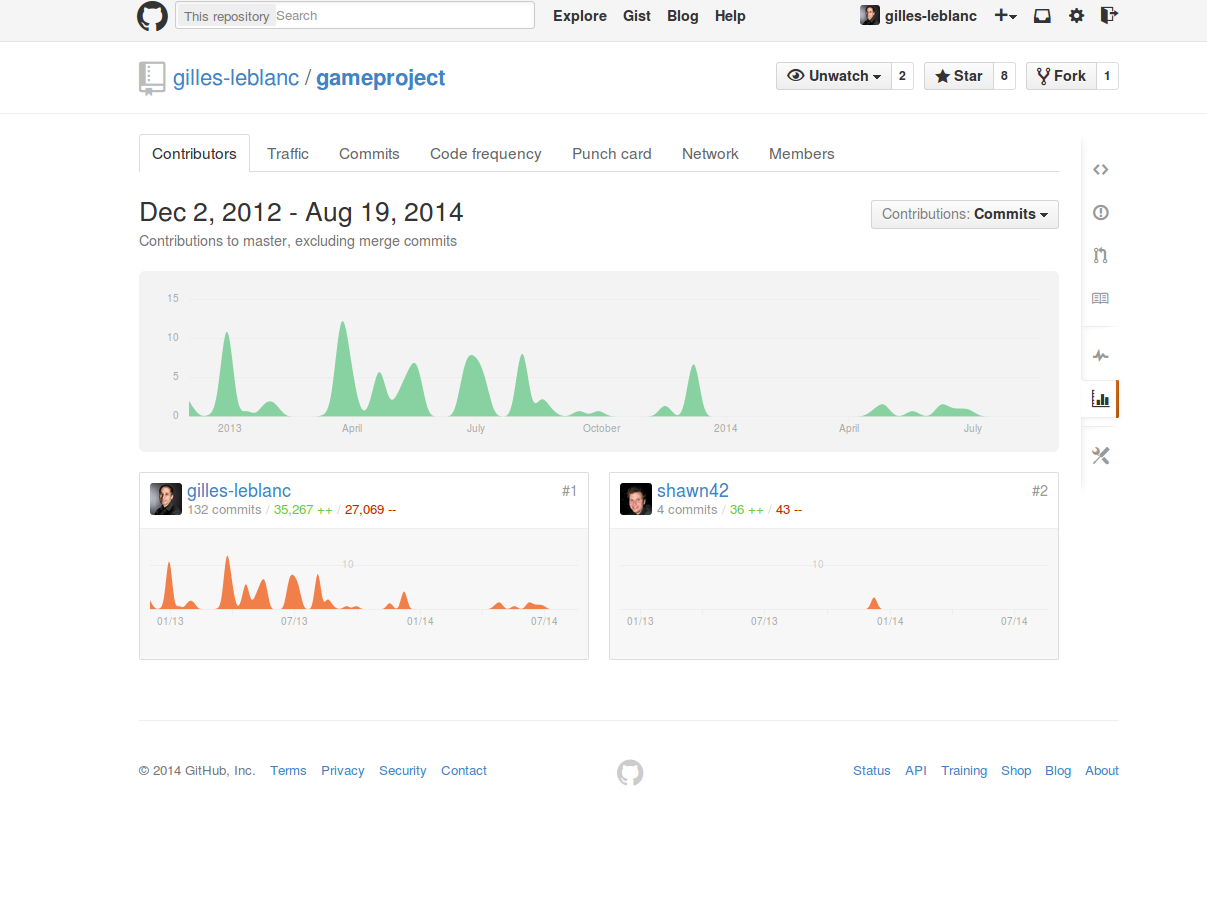 This repository Search Explore Gist Blog Help gilles-leblanc
gilles-leblanc / gameproject Unwatch 2 Star 8 Fork 1
Contributors Traffic Commits Code frequency Punch card Network Members
Dec 2, 2012 - Aug 19, 2014 Contributions: Commits
Contributions to master, excluding merge commits
15
10
5
0
2013 April July October 2014 April July
gilles-leblanc #1
132 commits / 35,267 ++ / 27,069 --
10
01/13 07/13 01/14 07/14
shawn42 #2
4 commits / 36 ++ / 43 --
10
01/13 07/13 01/14 07/14
© 2014 GitHub, Inc. Terms Privacy Security Contact Status API Training Shop Blog About